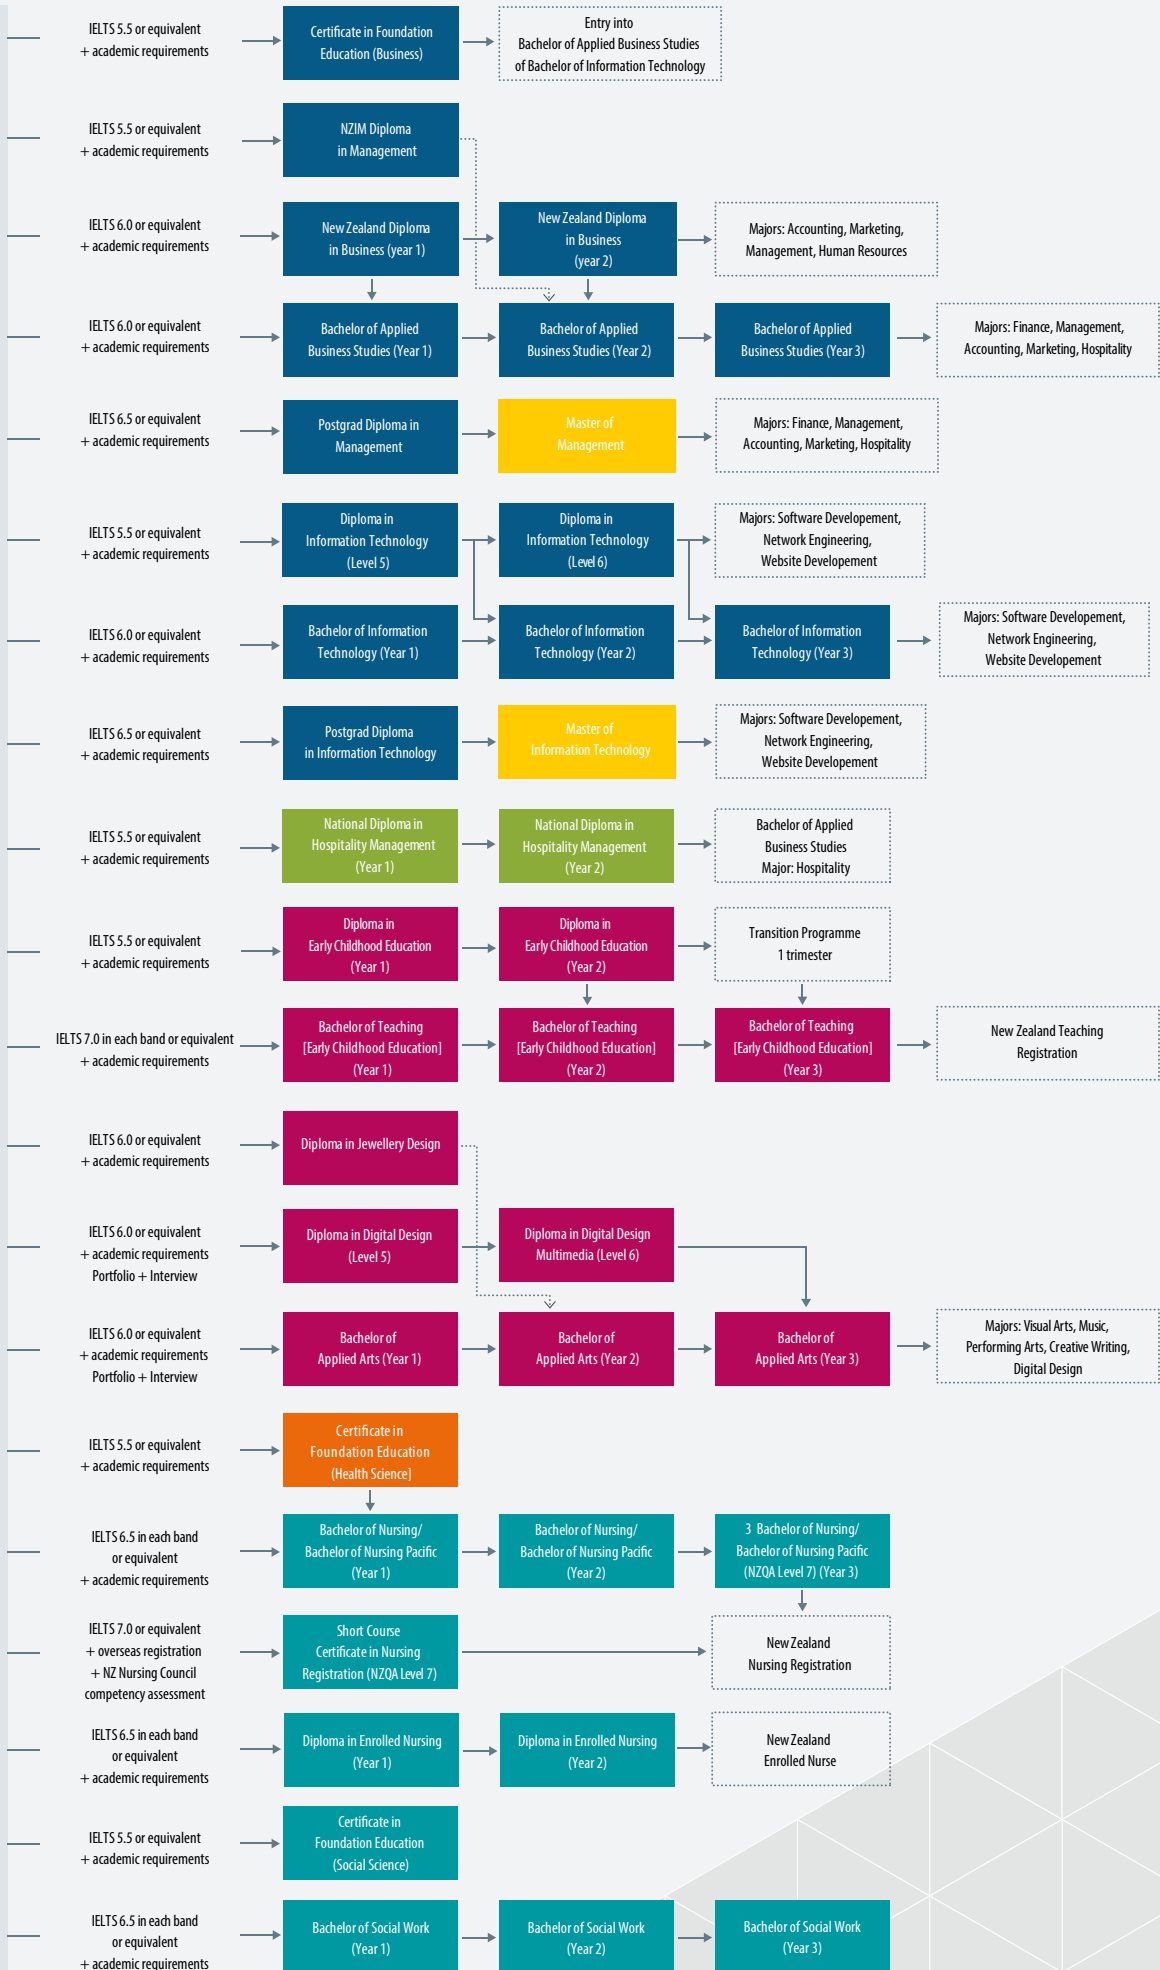 IELTS 5.5 or equivalent
+ academic requirements
Certificate in Foundation
Education (Business)
Entry into
Bachelor of Applied Business Studies
of Bachelor of Information Technology
IELTS 5.5 or equivalent
+ academic requirements
NZIM Diploma
in Management
IELTS 6.0 or equivalent
+ academic requirements
New Zealand Diploma
in Business (year 1)
New Zealand Diploma
in Business
(year 2)
Majors: Accounting, Marketing,
Management, Human Resources
IELTS 6.0 or equivalent
+ academic requirements
Bachelor of Applied
Business Studies (Year 1)
Bachelor of Applied
Business Studies (Year 2)
Bachelor of Applied
Business Studies (Year 3)
Majors: Finance, Management,
Accounting, Marketing, Hospitality
IELTS 6.5 or equivalent
+ academic requirements
Postgrad Diploma in
Management
Master of
Management
Majors: Finance, Management,
Accounting, Marketing, Hospitality
IELTS 5.5 or equivalent
+ academic requirements
Diploma in
Information Technology
(Level 5)
Diploma in
Information Technology
(Level 6)
Majors: Software Developement,
Network Engineering,
Website Developement
IELTS 6.0 or equivalent
+ academic requirements
Bachelor of Information
Technology (Year 1)
Bachelor of Information
Technology (Year 2)
Bachelor of Information
Technology (Year 3)
Majors: Software Developement,
Network Engineering,
Website Developement
IELTS 6.5 or equivalent
+ academic requirements
Postgrad Diploma
in Information Technology
Master of
Information Technology
Majors: Software Developement,
Network Engineering,
Website Developement
IELTS 5.5 or equivalent
+ academic requirements
National Diploma in
Hospitality Management
(Year 1)
National Diploma in
Hospitality Management
(Year 2)
Bachelor of Applied
Business Studies
Major: Hospitality
IELTS 5.5 or equivalent
+ academic requirements
Diploma in
Early Childhood Education
(Year 1)
Diploma in
Early Childhood Education
(Year 2)
Transition Programme
1 trimester
IELTS 7.0 in each band or equivalent
+ academic requirements
Bachelor of Teaching
[Early Childhood Education]
(Year 1)
Bachelor of Teaching
[Early Childhood Education]
(Year 2)
Bachelor of Teaching
[Early Childhood Education]
(Year 3)
New Zealand Teaching
Registration
IELTS 6.0 or equivalent
+ academic requirements
Diploma in Jewellery Design
IELTS 6.0 or equivalent
+ academic requirements
Portfolio + Interview
Diploma in Digital Design
(Level 5)
Diploma in Digital Design
Multimedia (Level 6)
IELTS 6.0 or equivalent
+ academic requirements
Portfolio + Interview
Bachelor of
Applied Arts (Year 1)
Bachelor of
Applied Arts (Year 2)
Bachelor of
Applied Arts (Year 3)
Majors: Visual Arts, Music,
Performing Arts, Creative Writing,
Digital Design
IELTS 5.5 or equivalent
+ academic requirements
Certificate in
Foundation Education
(Health Science]
IELTS 6.5 in each band
or equivalent
+ academic requirements
Bachelor of Nursing/
Bachelor of Nursing Pacific
(Year 1)
Bachelor of Nursing/
Bachelor of Nursing Pacific
(Year 2)
3 Bachelor of Nursing/
Bachelor of Nursing Pacific
(NZQA Level 7) (Year 3)
IELTS 7.0 or equivalent
+ overseas registration
+ NZ Nursing Council
competency assessment
Short Course
Certificate in Nursing
Registration (NZQA Level 7)
New Zealand
Nursing Registration
IELTS 6.5 in each band
or equivalent
+ academic requirements
Diploma in Enrolled Nursing
(Year 1)
Diploma in Enrolled Nursing
(Year 2)
New Zealand
Enrolled Nurse
IELTS 5.5 or equivalent
+ academic requirements
Certificate in
Foundation Education
(Social Science)
IELTS 6.5 in each band
or equivalent
+ academic requirements
Bachelor of Social Work
(Year 1)
Bachelor of Social Work
(Year 2)
Bachelor of Social Work
(Year 3)